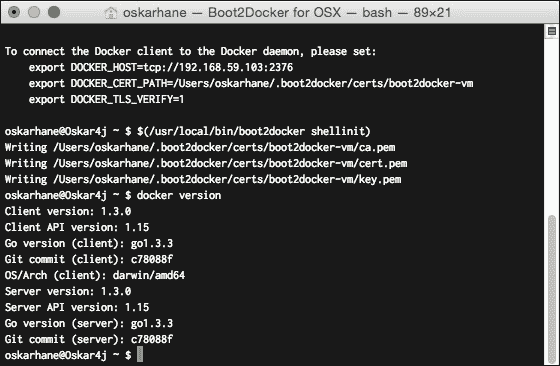 oskarhane — Boot2Docker for OSX — bash — 89×21
To connect the Docker client to the Docker daemon, please set:
export DOCKER_HOST=tcp://192.168.59.103:2376
export DOCKER_CERT_PATH=/Users/oskarhane/.boot2docker/certs/boot2docker-vm
export DOCKER_TLS_VERIFY=1
oskarhane@Oskar4j ~ $ $(/usr/local/bin/boot2docker shellinit)
Writing /Users/oskarhane/.boot2docker/certs/boot2docker-vm/ca.pem
Writing /Users/oskarhane/.boot2docker/certs/boot2docker-vm/cert.pem
Writing /Users/oskarhane/.boot2docker/certs/boot2docker-vm/key.pem
oskarhane@Oskar4j ~ $ docker version
Client version: 1.3.0
Client API version: 1.15
Go version (client): go1.3.3
Git commit (client): c78088f
OS/Arch (client): darwin/amd64
Server version: 1.3.0
Server API version: 1.15
Go version (server): go1.3.3
Git commit (server): c78088f
oskarhane@Oskar4j ~ $